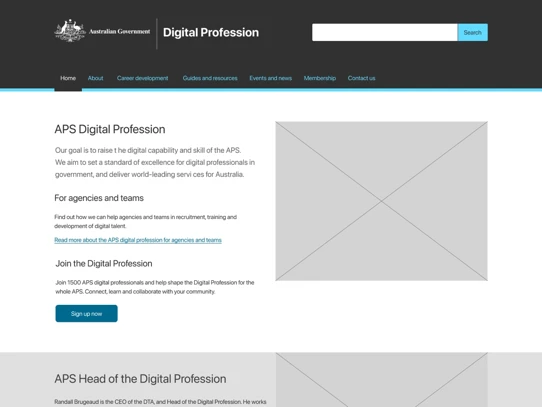 Australian Government
Digital Profession
Search
Home
About
Career development
Guides and resources
Events and news
Membership
Contact us
APS Digital Profession
Our goal is to raise t he digital capability and skill of the APS.
We aim to set a standard of excellence for digital professionals in
government, and deliver world-leading servi ces for Australia.
For agencies and teams
Find out how we can help agencies and teams in recruitment, training and
development of digital talent.
Read more about the APS digital profession for agencies and teams
Join the Digital Profession
Join 1500 APS digital professionals and help shape the Digital Profession for the
whole APS. Connect, learn and collaborate with your community.
Sign up now
APS Head of the Digital Profession
Randall Brugeaud is the CEO of the DTA, and Head of the Digital Profession. He works